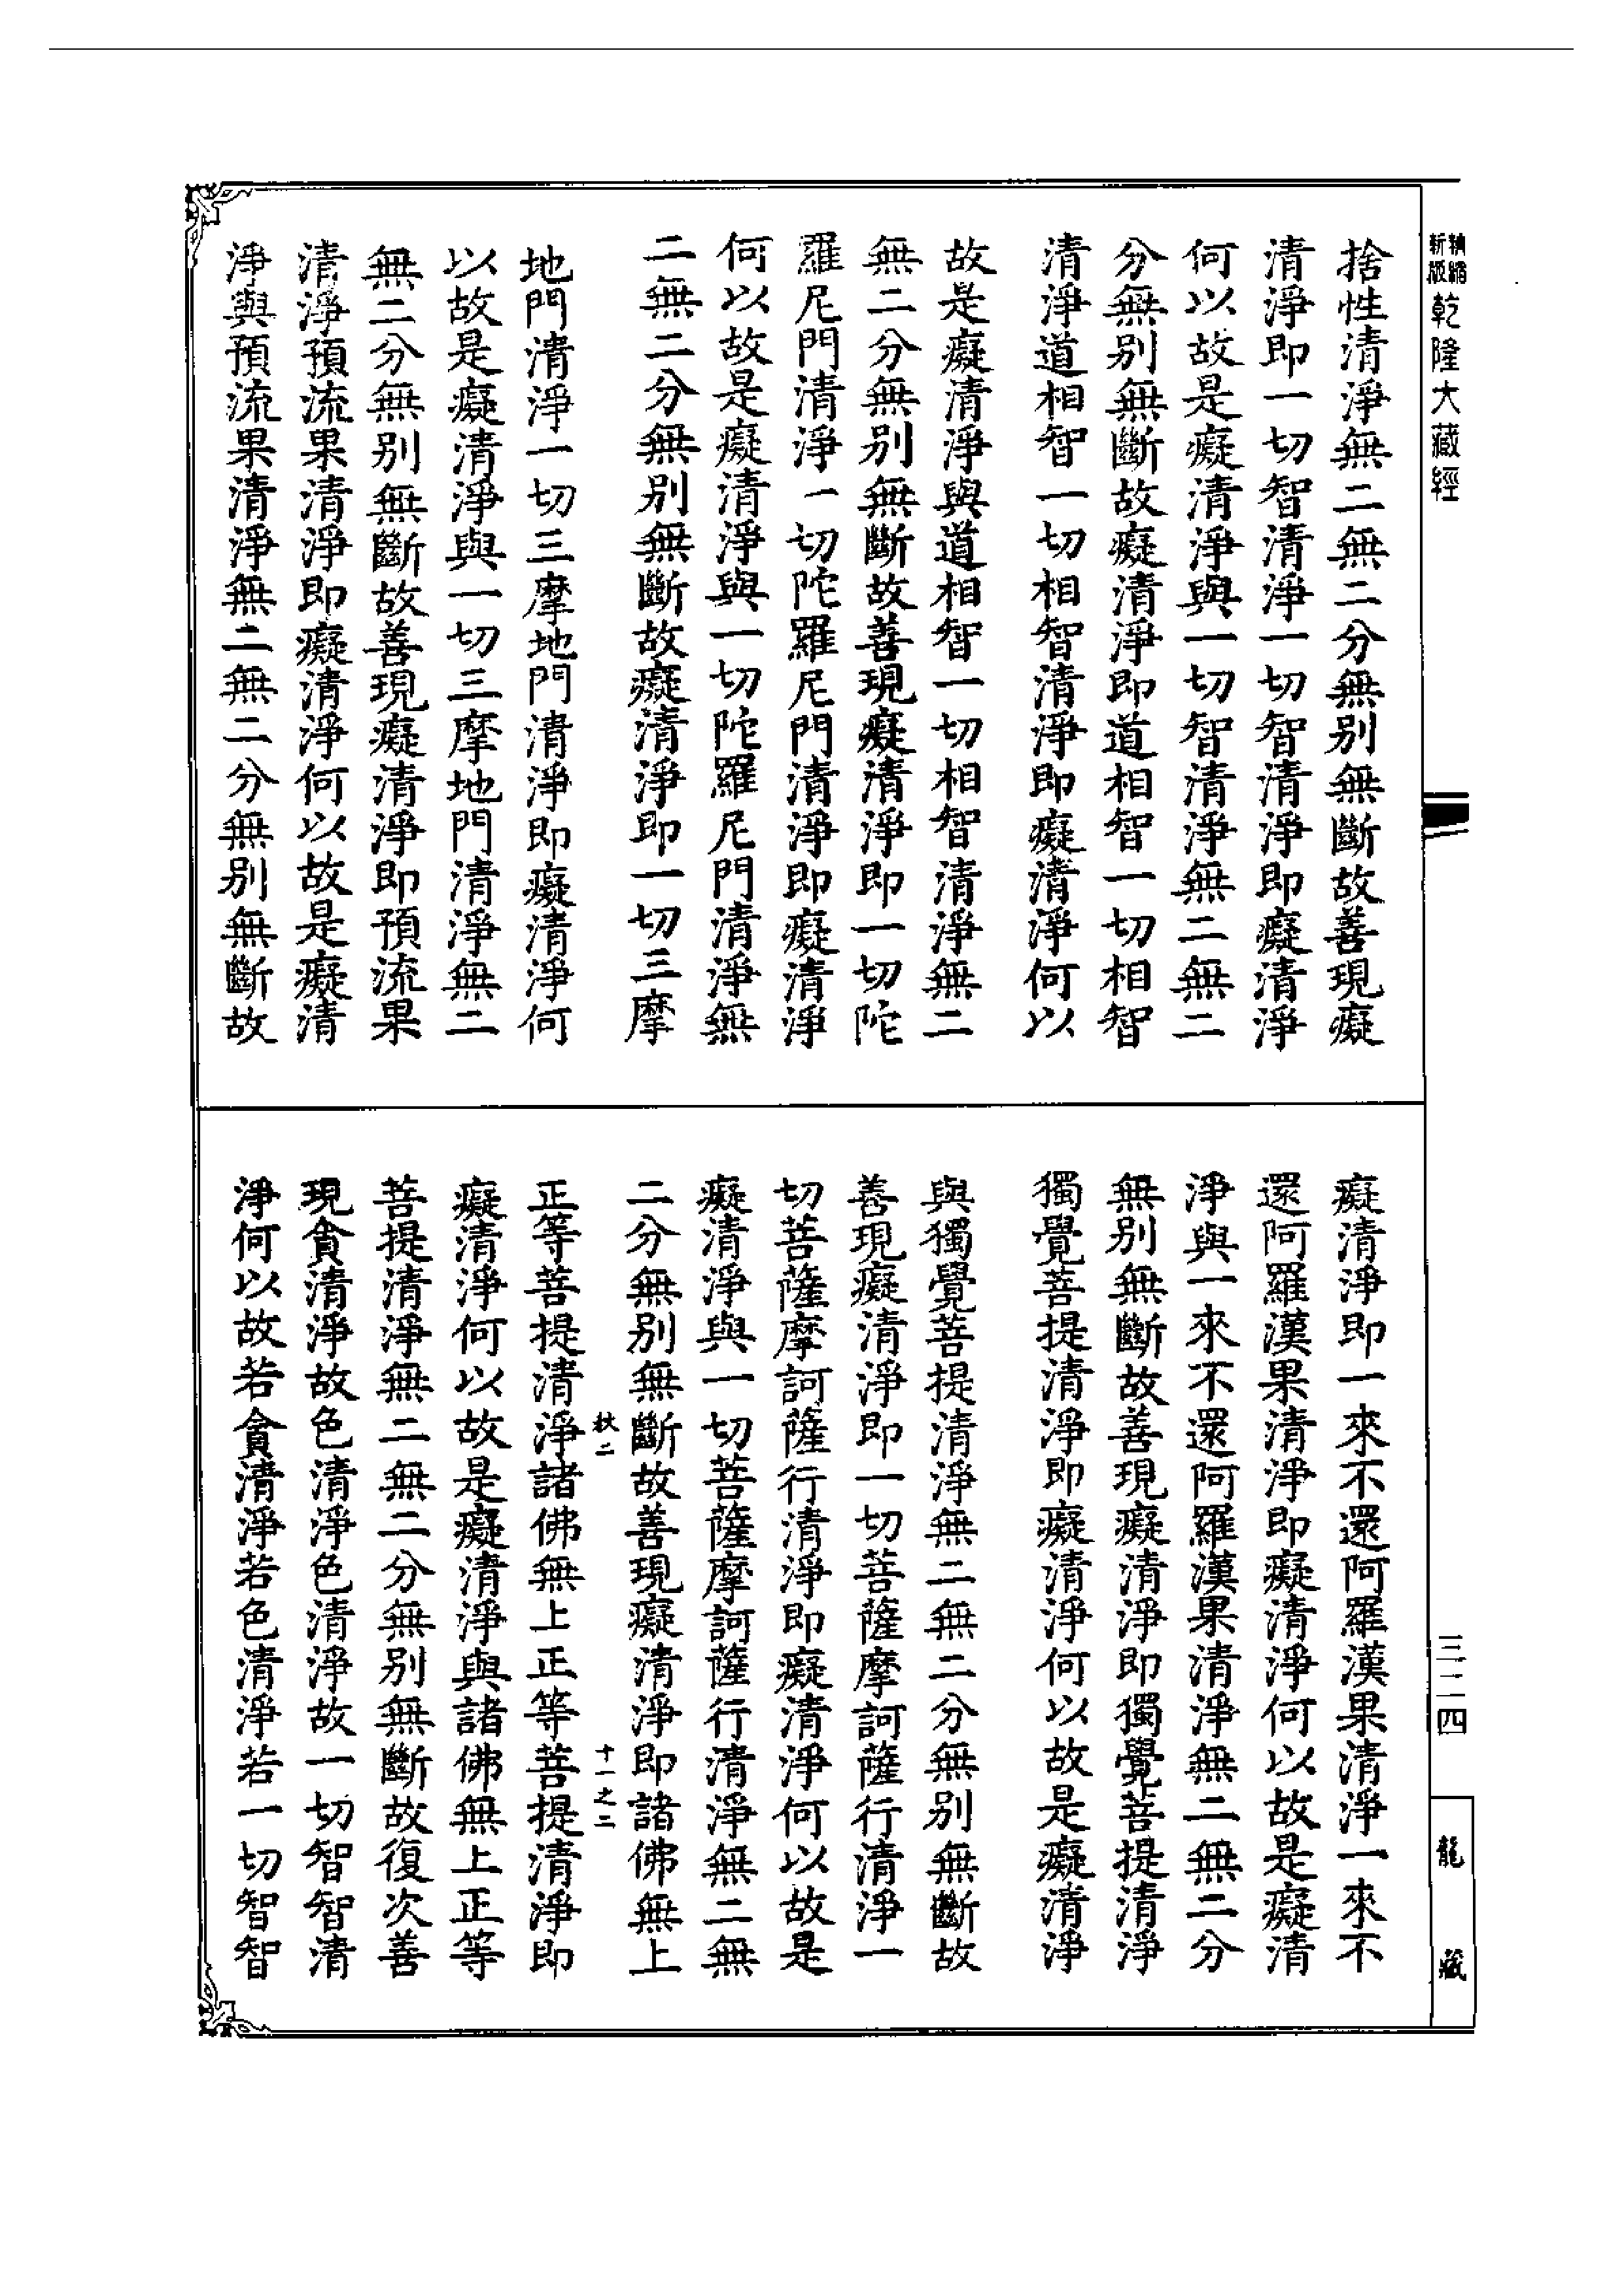 精縮新版乾隆大藏經
捨性清淨無二無二分無別無斷故善現癡
清淨即一切智清淨一切智清淨即癡清淨
何以故是癡清淨與一切智清淨無二無二
分無別無斷故癡清淨即道相智一切相智
清淨道相智一切相智清淨即癡清淨何以
故是癡清淨與道相智一切相智清淨無二
無二分無別無斷故善現癡清淨即一切陀
羅尼門清淨一切陀羅尼門清淨即癡清淨
何以故是癡清淨與一切陀羅尼門清淨無
二無二分無別無斷故癡清淨即一切三摩
地門清淨一切三摩地門清淨即癡清淨何
以故是癡清淨與一切三摩地門清淨無二
無二分無別無斷故善現癡清淨即預流果
清淨預流果清淨即癡清淨何以故是癡清
淨與預流果清淨無二無二分無別無斷故
癡清淨即一來不還阿羅漢果清淨一來不
還阿羅漢果清淨即癡清淨何以故是癡清
淨與一來不還阿羅漢果清淨無二無二分
無別無斷故善現癡清淨即獨覺菩提清淨
獨覺菩提清淨即癡清淨何以故是癡清淨
與獨覺菩提清淨無二無二分無別無斷故
善現癡清淨即一切菩薩摩訶薩行清淨一
切菩薩摩訶薩行清淨即癡清淨何以故是
癡清淨與一切菩薩摩訶薩行清淨無二無
二分無別無斷故善現癡清淨即諸佛無上
秋二 十一之二
正等菩提清淨諸佛無上正等菩提清淨即
癡清淨何以故是癡清淨與諸佛無上正等
菩提清淨無二無二分無別無斷故復次善
現貪清淨故色清淨色清淨故一切智智清
淨何以故若貪清淨若色清淨若一切智智
三二四
龍藏